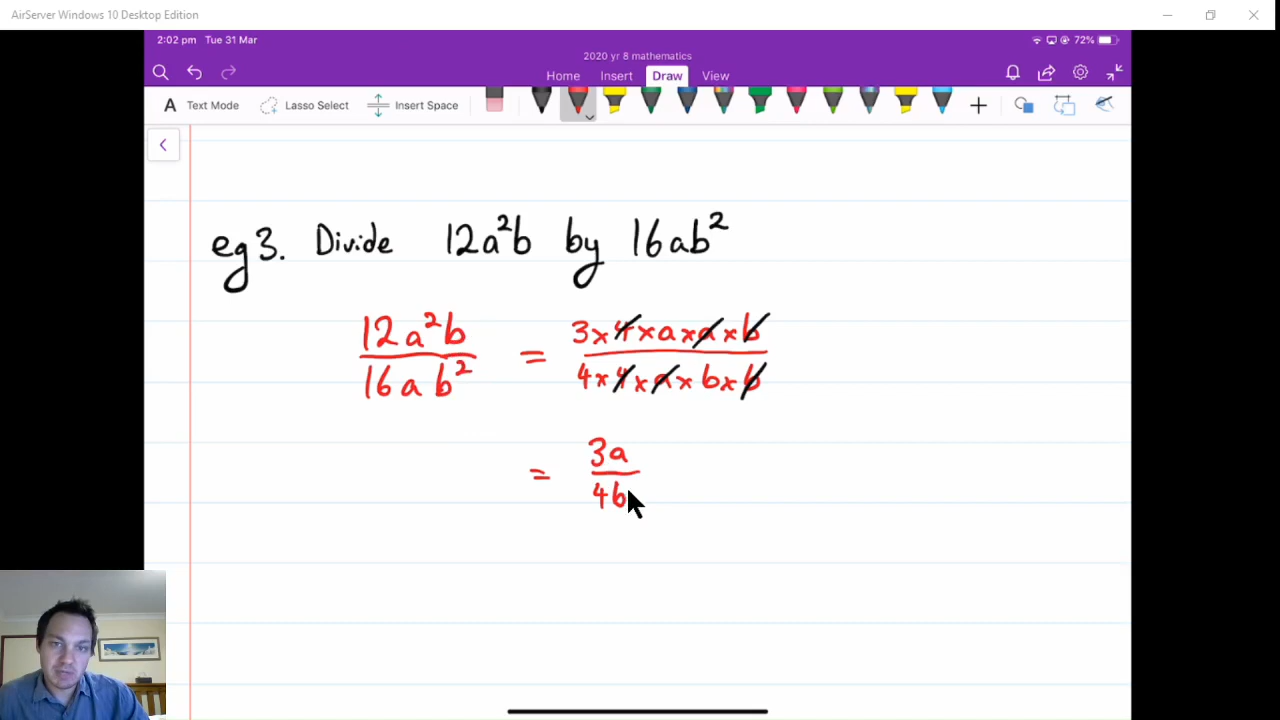 AirServer Windows 10 Desktop Edition
2:02 pm Tue 31 Mar
72%
2020 yr 8 mathematics
Home Insert Draw View
A Text Mode Lasso Select Insert Space
eg 3. Divide 12a²b by 16ab²
12a²b / 16ab² = 3×4×a×a×b / 4×4×a×b×b
= 3a / 4b